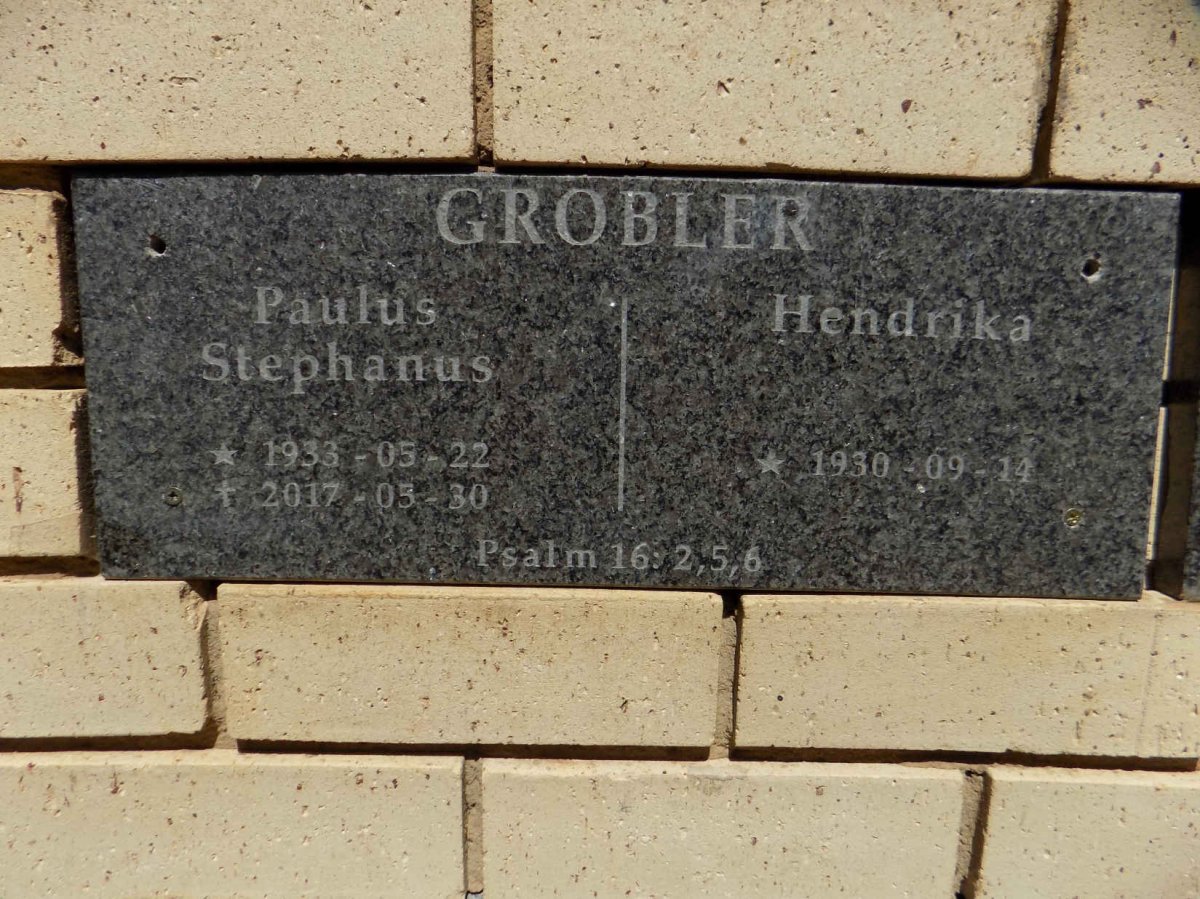 GROBLER
Paulus
Stephanus
★ 1933 - 05 - 22
† 2017 - 05 - 30
Hendrika
★ 1930 - 09 - 14
Psalm 16: 2,5,6